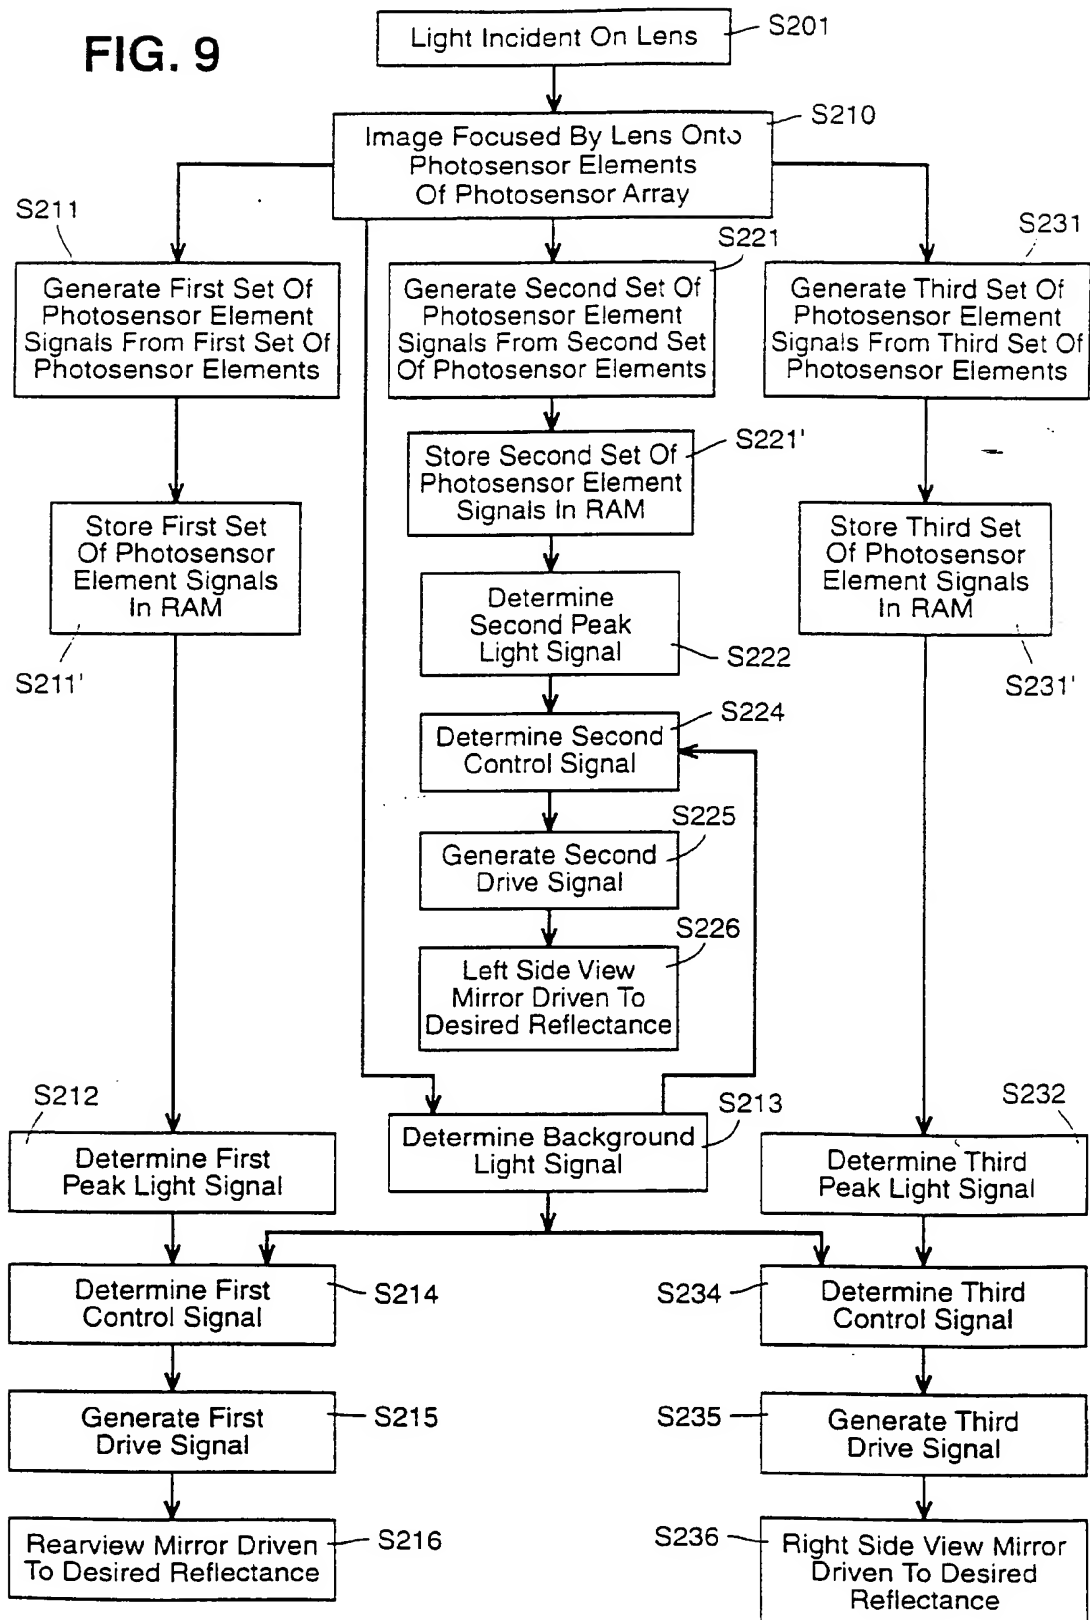 FIG. 9
Light Incident On Lens
S201
Image Focused By Lens Onto
Photosensor Elements
Of Photosensor Array
S210
S211
Generate First Set Of
Photosensor Element
Signals From First Set Of
Photosensor Elements
S221
Generate Second Set Of
Photosensor Element
Signals From Second Set
Of Photosensor Elements
S231
Generate Third Set Of
Photosensor Element
Signals From Third Set Of
Photosensor Elements
Store First Set
Of Photosensor
Element Signals
In RAM
S211'
Store Second Set Of
Photosensor Element
Signals In RAM
S221'
Store Third Set
Of Photosensor
Element Signals
In RAM
S231'
Determine
Second Peak
Light Signal
S222
Determine Second
Control Signal
S224
Generate Second
Drive Signal
S225
Left Side View
Mirror Driven To
Desired Reflectance
S226
S212
Determine First
Peak Light Signal
Determine Background
Light Signal
S213
S232
Determine Third
Peak Light Signal
Determine First
Control Signal
S214
S234
Determine Third
Control Signal
Generate First
Drive Signal
S215
S235
Generate Third
Drive Signal
Rearview Mirror Driven
To Desired Reflectance
S216
S236
Right Side View Mirror
Driven To Desired
Reflectance